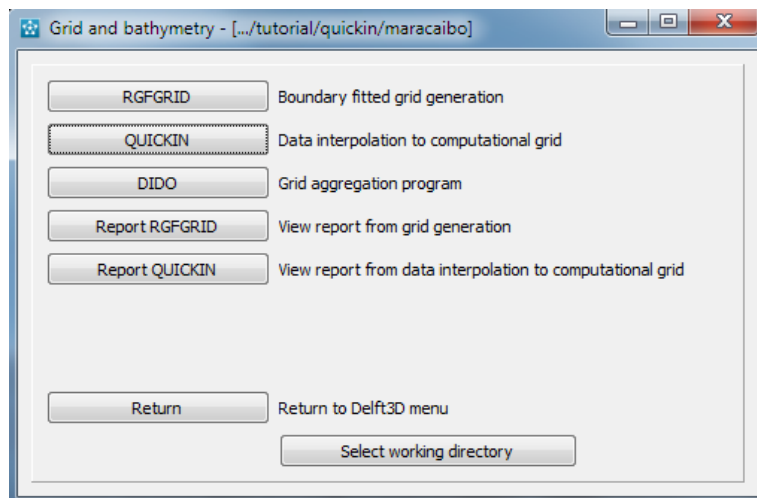 Grid and bathymetry - [.../tutorial/quickin/maracaibo]
RGFGRID Boundary fitted grid generation
QUICKIN Data interpolation to computational grid
DIDO Grid aggregation program
Report RGFGRID View report from grid generation
Report QUICKIN View report from data interpolation to computational grid
Return Return to Delft3D menu
Select working directory